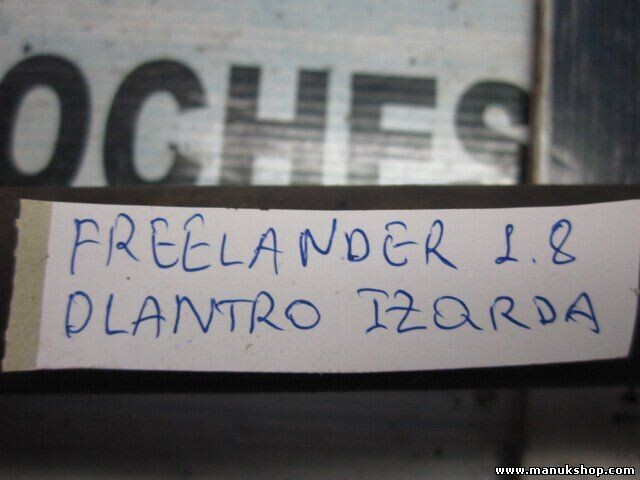 OCHES
FREELANDER 1.8
DLANTRO IZQRDA
www.manukshop.com